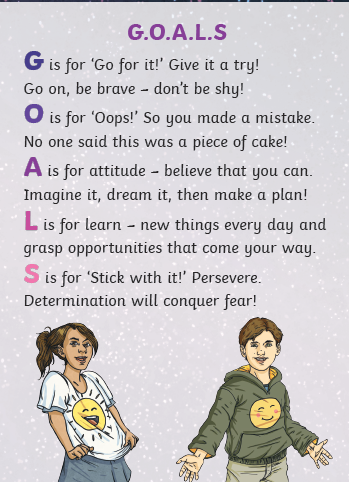 G.O.A.L.S
G is for ‘Go for it!’ Give it a try!
Go on, be brave – don’t be shy!
O is for ‘Oops!’ So you made a mistake.
No one said this was a piece of cake!
A is for attitude – believe that you can.
Imagine it, dream it, then make a plan!
L is for learn – new things every day and
grasp opportunities that come your way.
S is for ‘Stick with it!’ Persevere.
Determination will conquer fear!